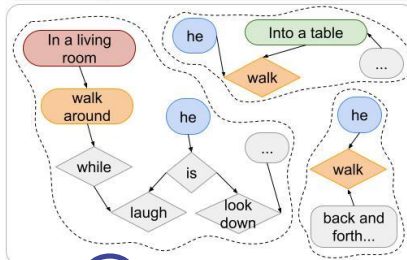 In a living
room
walk
around
while
laugh
he
is
look
down
...
he
Into a table
walk
...
he
walk
back and
forth...